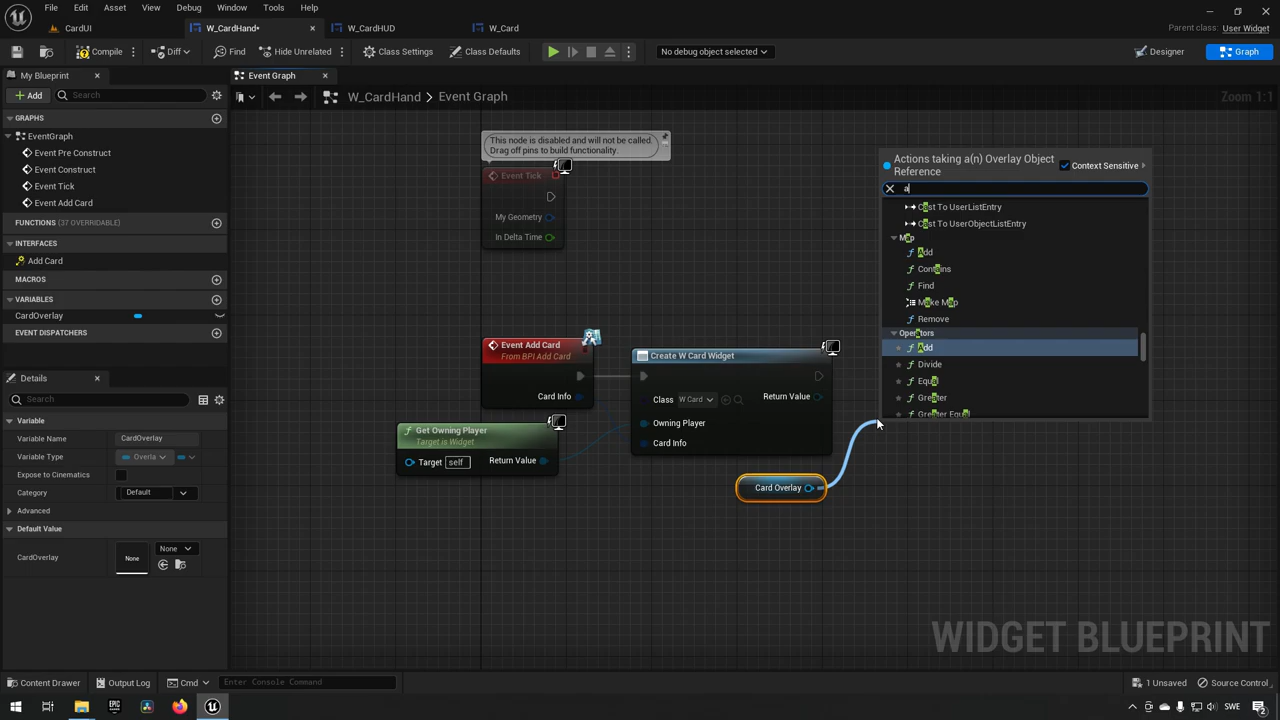 File Edit Asset View Debug Window Tools Help
CardUI
W_CardHand*
W_CardHUD
W_Card
Parent class: User Widget
Compile
Diff
Find
Hide Unrelated
Class Settings
Class Defaults
No debug object selected
Designer
Graph
My Blueprint
Event Graph
Add
Search
W_CardHand > Event Graph
Zoom 1:1
GRAPHS
EventGraph
Event Pre Construct
Event Construct
Event Tick
Event Add Card
FUNCTIONS (37 OVERRIDABLE)
INTERFACES
Add Card
MACROS
VARIABLES
CardOverlay
EVENT DISPATCHERS
Details
Search
Variable
Variable Name
CardOverlay
Variable Type
Overla
Expose to Cinematics
Category
Default
Advanced
Default Value
CardOverlay
None
None
This node is disabled and will not be called.
Drag off pins to build functionality.
Event Tick
My Geometry
In Delta Time
Event Add Card
From BPI Add Card
Card Info
Get Owning Player
Target is Widget
Target
self
Return Value
Create W Card Widget
Class
W Card
Return Value
Owning Player
Card Info
Card Overlay
Actions taking a(n) Overlay Object
Reference
Context Sensitive
a
Cast To UserListEntry
Cast To UserObjectListEntry
Map
Add
Contains
Find
Make Map
Remove
Operators
Add
Divide
Equal
Greater
Greater Equal
WIDGET BLUEPRINT
Content Drawer
Output Log
Cmd
Enter Console Command
1 Unsaved
Source Control
EPIC
SWE
2